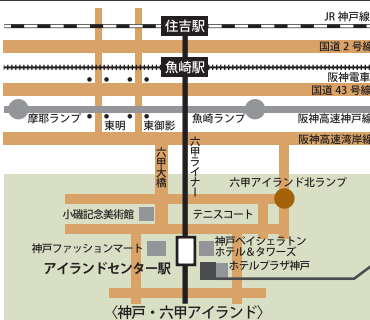 JR 神戸線
住吉駅
国道 2 号線
魚崎駅
阪神電車
国道 43 号線
摩耶ランプ
魚崎ランプ
阪神高速神戸線
東明
東御影
阪神高速湾岸線
六甲大橋
六甲ライナー
六甲アイランド北ランプ
小磯記念美術館
テニスコート
神戸ファッションマート
神戸ベイシェラトン
ホテル&タワーズ
アイランドセンター駅
ホテルプラザ神戸
〈神戸・六甲アイランド〉